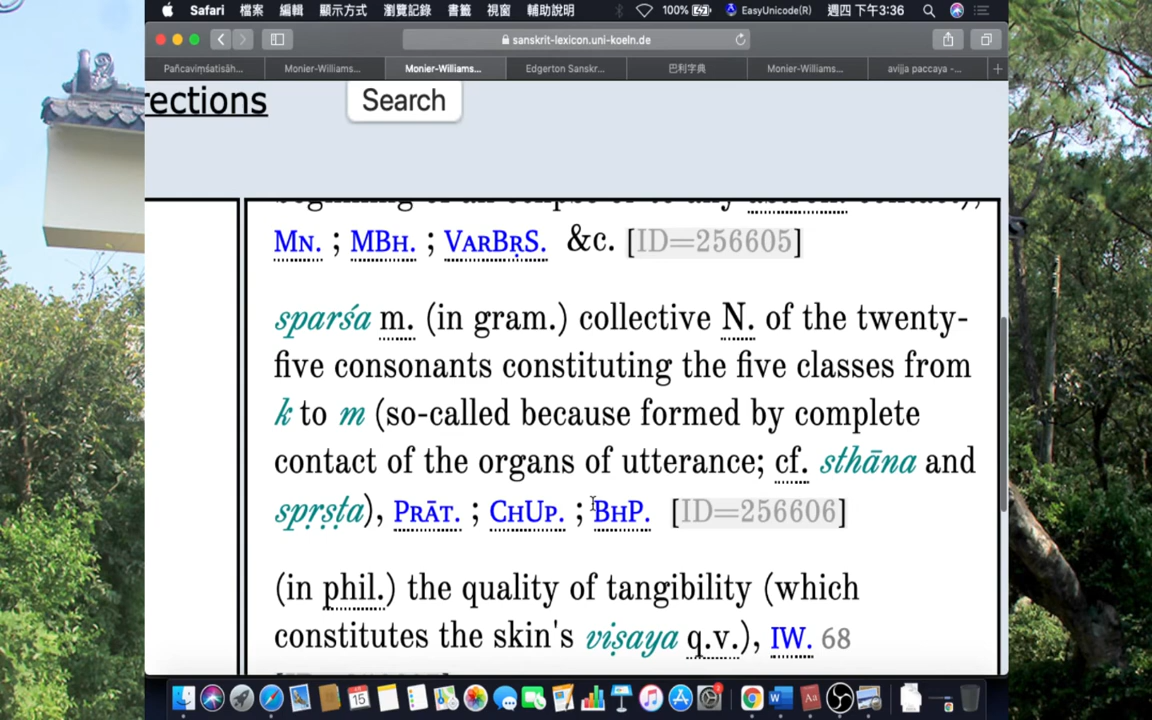 Safari 檔案 編輯 顯示方式 瀏覽記錄 書籤 視窗 輔助說明 100% EasyUnicode(R) 週四 下午3:36
sanskrit-lexicon.uni-koeln.de
Pañcaviṃśatisāh... Monier-Williams... Monier-Williams... Edgerton Sanskr... 巴利字典 Monier-Williams... avijja paccaya -...
rections Search
MN. ; MBH. ; VARBṚS. &c. [ID=256605]
sparśa m. (in gram.) collective N. of the twenty-
five consonants constituting the five classes from
k to m (so-called because formed by complete
contact of the organs of utterance; cf. sthāna and
spṛṣṭa), PRĀT. ; CHUP. ; BHP. [ID=256606]
(in phil.) the quality of tangibility (which
constitutes the skin's viṣaya q.v.), IW. 68